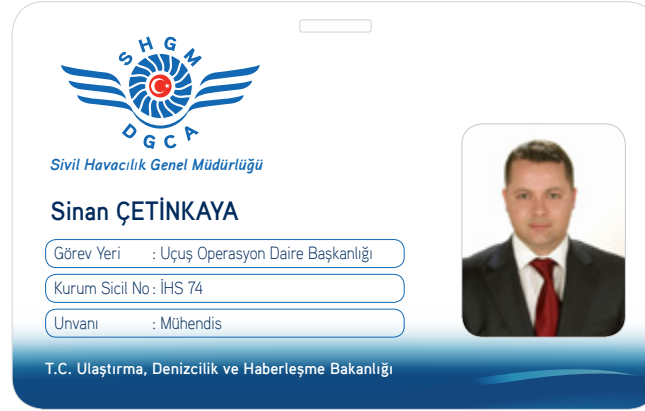 SHGM
DGCA
Sivil Havacılık Genel Müdürlüğü
Sinan ÇETİNKAYA
Görev Yeri : Uçuş Operasyon Daire Başkanlığı
Kurum Sicil No : İHS 74
Unvanı : Mühendis
T.C. Ulaştırma, Denizcilik ve Haberleşme Bakanlığı